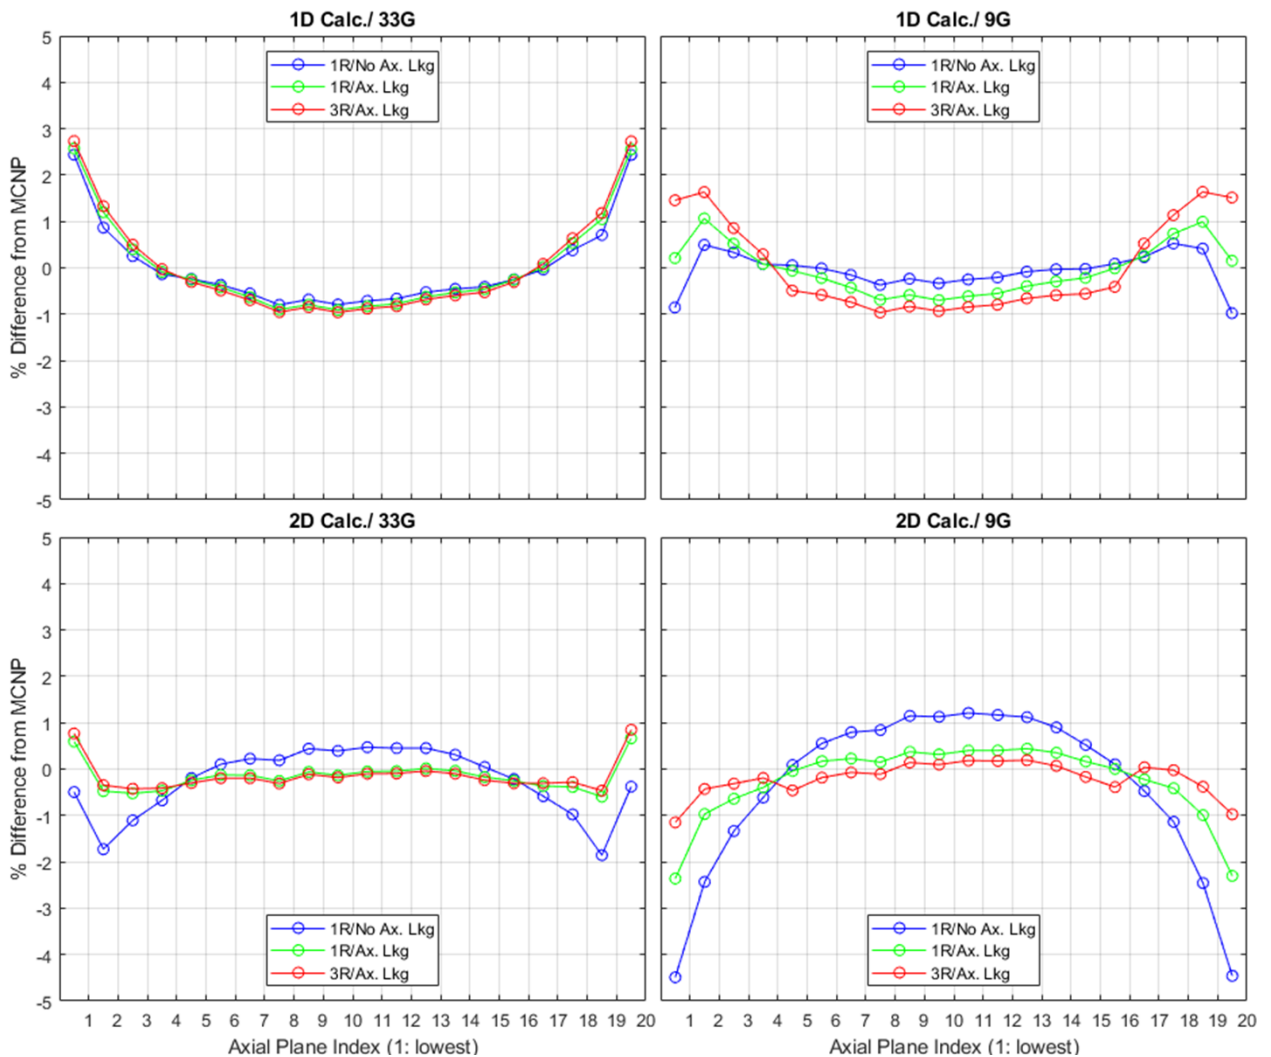 1D Calc./ 33G
1D Calc./ 9G
5
4
3
2
1
0
-1
-2
-3
-4
-5
% Difference from MCNP
1R/No Ax. Lkg
1R/Ax. Lkg
3R/Ax. Lkg
1R/No Ax. Lkg
1R/Ax. Lkg
3R/Ax. Lkg
2D Calc./ 33G
2D Calc./ 9G
5
4
3
2
1
0
-1
-2
-3
-4
-5
% Difference from MCNP
1R/No Ax. Lkg
1R/Ax. Lkg
3R/Ax. Lkg
1R/No Ax. Lkg
1R/Ax. Lkg
3R/Ax. Lkg
1 2 3 4 5 6 7 8 9 10 11 12 13 14 15 16 17 18 19 20
1 2 3 4 5 6 7 8 9 10 11 12 13 14 15 16 17 18 19 20
Axial Plane Index (1: lowest)
Axial Plane Index (1: lowest)